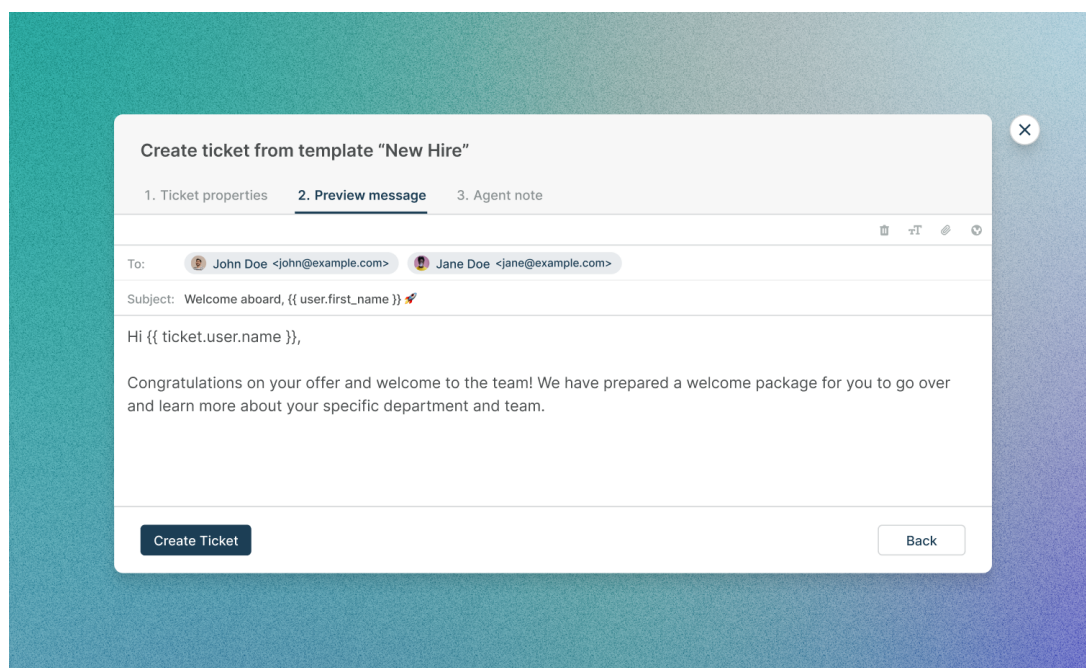 Create ticket from template “New Hire”
1. Ticket properties 2. Preview message 3. Agent note
To: John Doe <john@example.com> Jane Doe <jane@example.com>
Subject: Welcome aboard, {{ user.first_name }} 🚀
Hi {{ ticket.user.name }},
Congratulations on your offer and welcome to the team! We have prepared a welcome package for you to go over
and learn more about your specific department and team.
Create Ticket Back